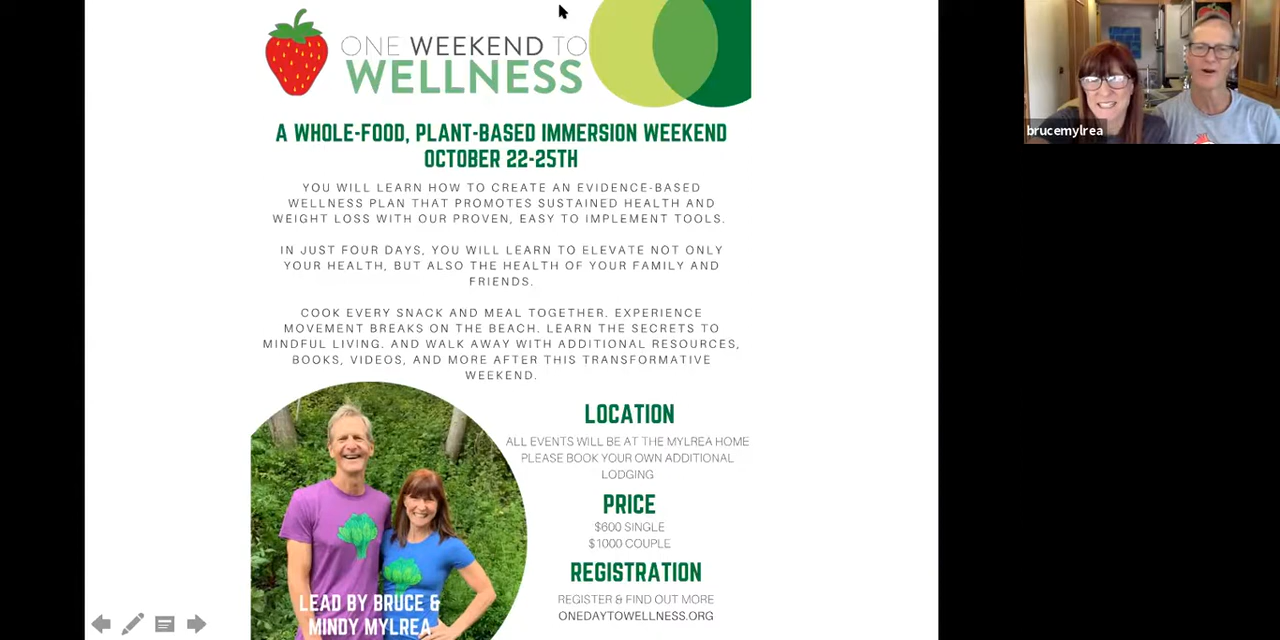 ONE WEEKEND TO
WELLNESS
A WHOLE-FOOD, PLANT-BASED IMMERSION WEEKEND
OCTOBER 22-25TH
YOU WILL LEARN HOW TO CREATE AN EVIDENCE-BASED
WELLNESS PLAN THAT PROMOTES SUSTAINED HEALTH AND
WEIGHT LOSS WITH OUR PROVEN, EASY TO IMPLEMENT TOOLS.
IN JUST FOUR DAYS, YOU WILL LEARN TO ELEVATE NOT ONLY
YOUR HEALTH, BUT ALSO THE HEALTH OF YOUR FAMILY AND
FRIENDS.
COOK EVERY SNACK AND MEAL TOGETHER. EXPERIENCE
MOVEMENT BREAKS ON THE BEACH. LEARN THE SECRETS TO
MINDFUL LIVING. AND WALK AWAY WITH ADDITIONAL RESOURCES,
BOOKS, VIDEOS, AND MORE AFTER THIS TRANSFORMATIVE
WEEKEND.
LOCATION
ALL EVENTS WILL BE AT THE MYLREA HOME
PLEASE BOOK YOUR OWN ADDITIONAL
LODGING
PRICE
$600 SINGLE
$1000 COUPLE
REGISTRATION
REGISTER & FIND OUT MORE
ONEDAYTOWELLNESS.ORG
LEAD BY BRUCE &
MINDY MYLREA
brucemylrea